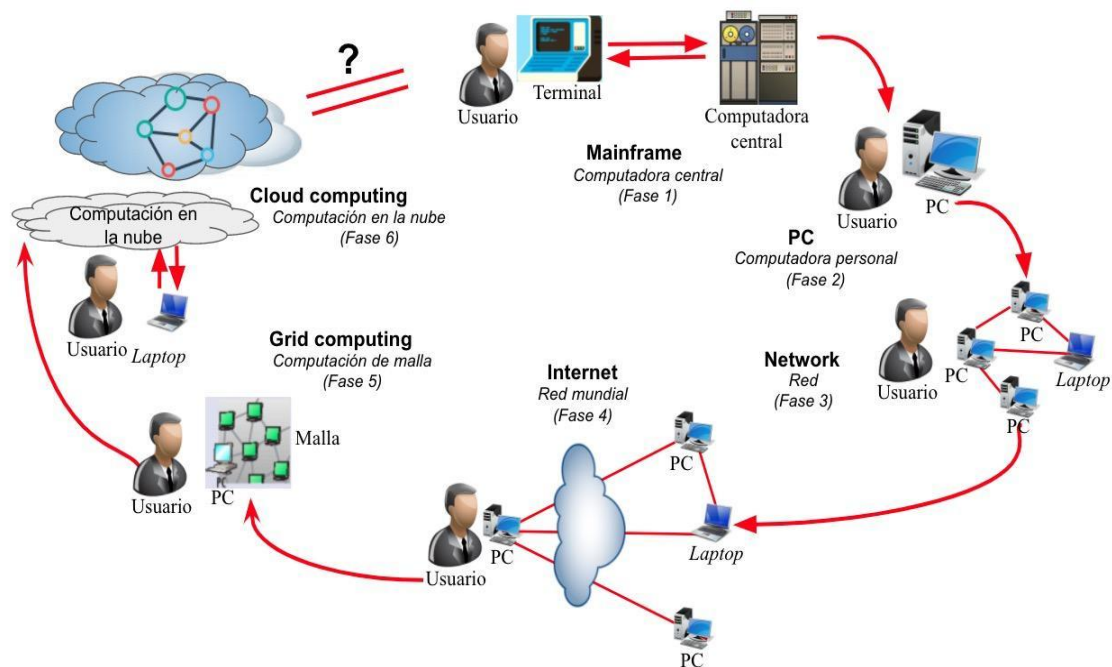 ?
Usuario
Terminal
Computadora
central
Mainframe
Computadora central
(Fase 1)
Usuario
PC
PC
Computadora personal
(Fase 2)
Usuario
PC
PC
Laptop
PC
Network
Red
(Fase 3)
Internet
Red mundial
(Fase 4)
Usuario
PC
PC
Laptop
PC
Grid computing
Computación de malla
(Fase 5)
Usuario
PC
PC
Malla
Cloud computing
Computación en la nube
(Fase 6)
Computación en
la nube
Usuario
Laptop